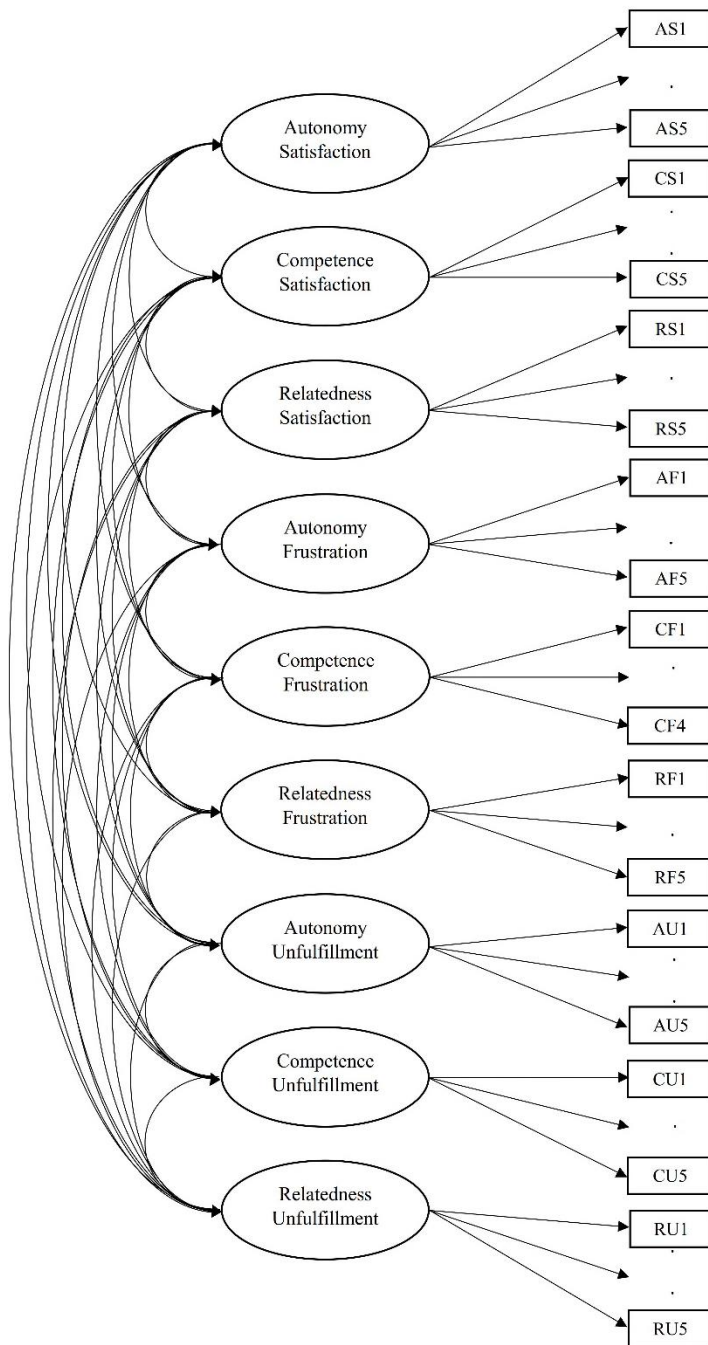 AS1
.
Autonomy
Satisfaction
AS5
CS1
.
Competence
Satisfaction
.
CS5
RS1
Relatedness
Satisfaction
.
RS5
AF1
Autonomy
Frustration
.
AF5
CF1
Competence
Frustration
.
CF4
RF1
Relatedness
Frustration
.
RF5
Autonomy
Unfulfillment
AU1
.
.
AU5
Competence
Unfulfillment
CU1
.
CU5
Relatedness
Unfulfillment
RU1
.
.
RU5